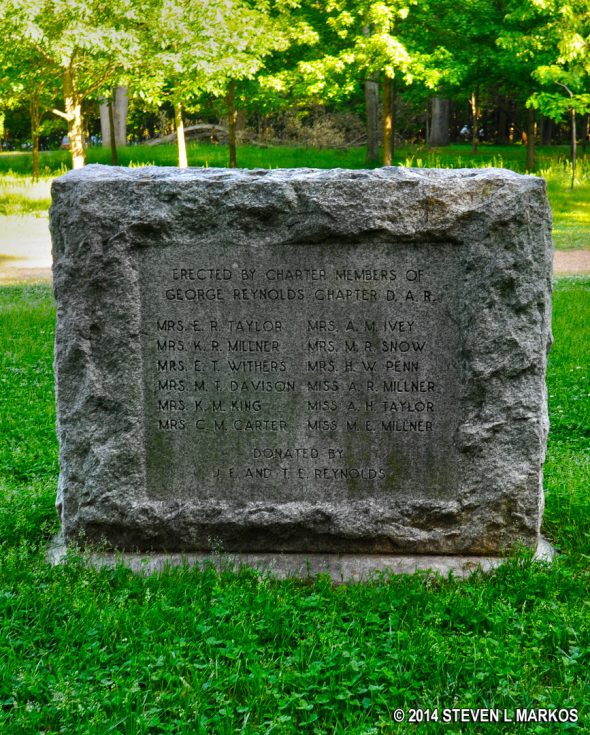 ERECTED BY CHARTER MEMBERS OF
GEORGE REYNOLDS CHAPTER D. A. R.
MRS. E. R. TAYLOR MRS. A. M. IVEY
MRS. K. R. MILLNER MRS. M. R. SNOW
MRS. E. T. WITHERS MRS. H. W. PENN
MRS. M. T. DAVISON MISS A. R. MILLNER
MRS. K. M. KING MISS A. H. TAYLOR
MRS. C. M. CARTER MISS M. E. MILLNER
DONATED BY
J. E. AND T. E. REYNOLDS
© 2014 STEVEN L MARKOS